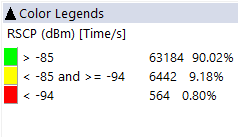 Color Legends
RSCP (dBm) [Time/s]
> -85 63184 90.02%
< -85 and >= -94 6442 9.18%
< -94 564 0.80%